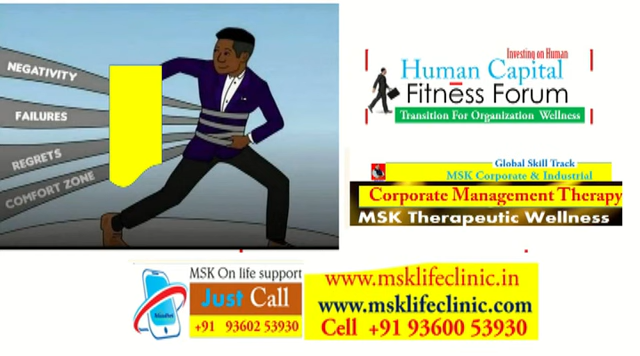 NEGATIVITY
FAILURES
REGRETS
COMFORT ZONE
Investing on Human
Human Capital
Fitness Forum
Transition For Organization Wellness
Global Skill Track
MSK Corporate & Industrial
Corporate Management Therapy
MSK Therapeutic Wellness
MSK On life support
Just Call
+91 93602 53930
www.msklifeclinic.in
www.msklifeclinic.com
Cell +91 93600 53930